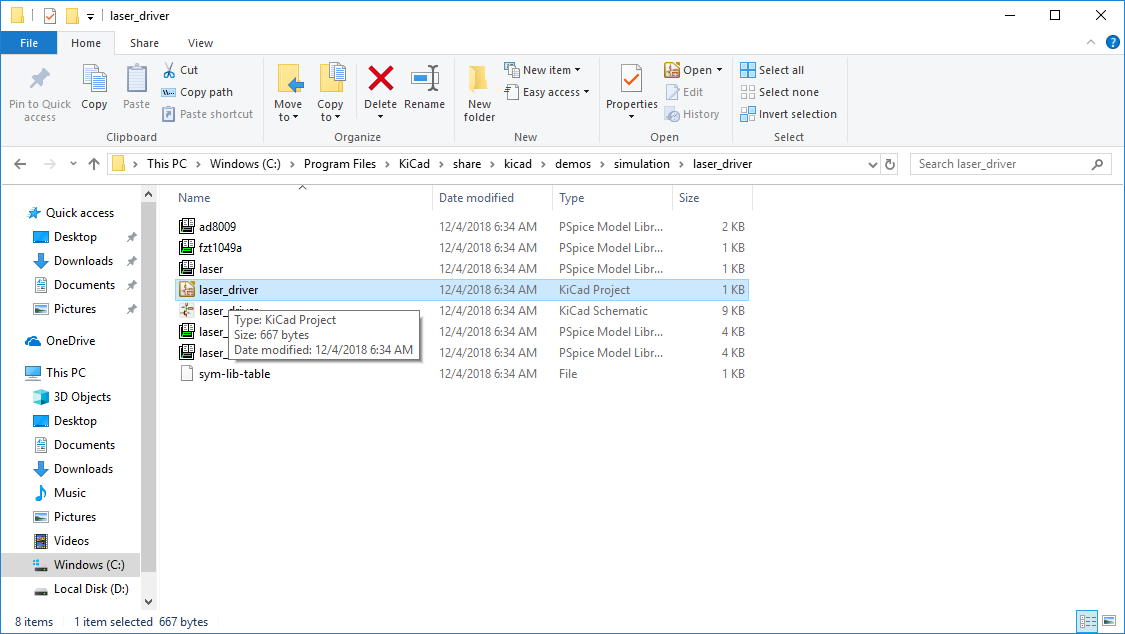 laser_driver
File Home Share View
Pin to Quick access
Copy
Paste
Cut
Copy path
Paste shortcut
Clipboard
Move to
Copy to
Delete
Rename
Organize
New folder
New item
Easy access
New
Properties
Open
Edit
History
Open
Select all
Select none
Invert selection
Select
This PC > Windows (C:) > Program Files > KiCad > share > kicad > demos > simulation > laser_driver
Search laser_driver
Quick access
Desktop
Downloads
Documents
Pictures
OneDrive
This PC
3D Objects
Desktop
Documents
Downloads
Music
Pictures
Videos
Windows (C:)
Local Disk (D:)
Name Date modified Type Size
ad8009 12/4/2018 6:34 AM PSpice Model Libr... 2 KB
fzt1049a 12/4/2018 6:34 AM PSpice Model Libr... 1 KB
laser 12/4/2018 6:34 AM PSpice Model Libr... 1 KB
laser_driver 12/4/2018 6:34 AM KiCad Project 1 KB
laser_driver 12/4/2018 6:34 AM KiCad Schematic 9 KB
laser_ 12/4/2018 6:34 AM PSpice Model Libr... 4 KB
laser_ 12/4/2018 6:34 AM PSpice Model Libr... 4 KB
sym-lib-table 12/4/2018 6:34 AM File 1 KB
Type: KiCad Project
Size: 667 bytes
Date modified: 12/4/2018 6:34 AM
8 items 1 item selected 667 bytes